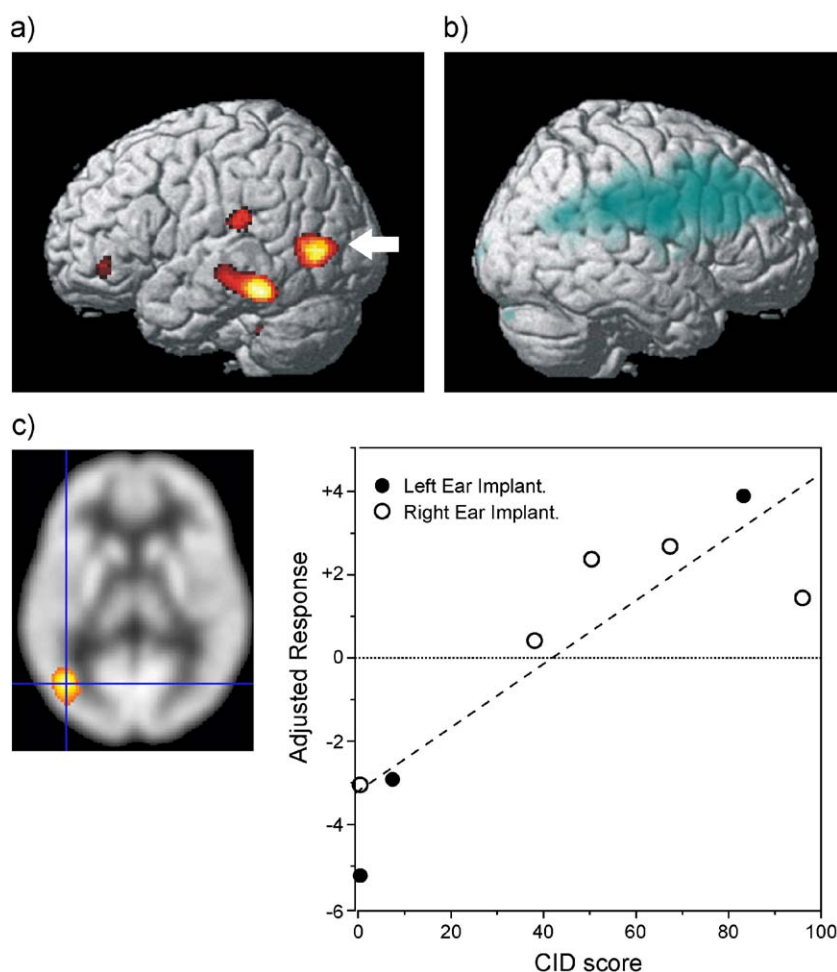 a)
b)
c)
Left Ear Implant.
Right Ear Implant.
+4
+2
0
-2
-4
-6
Adjusted Response
0
20
40
60
80
100
CID score